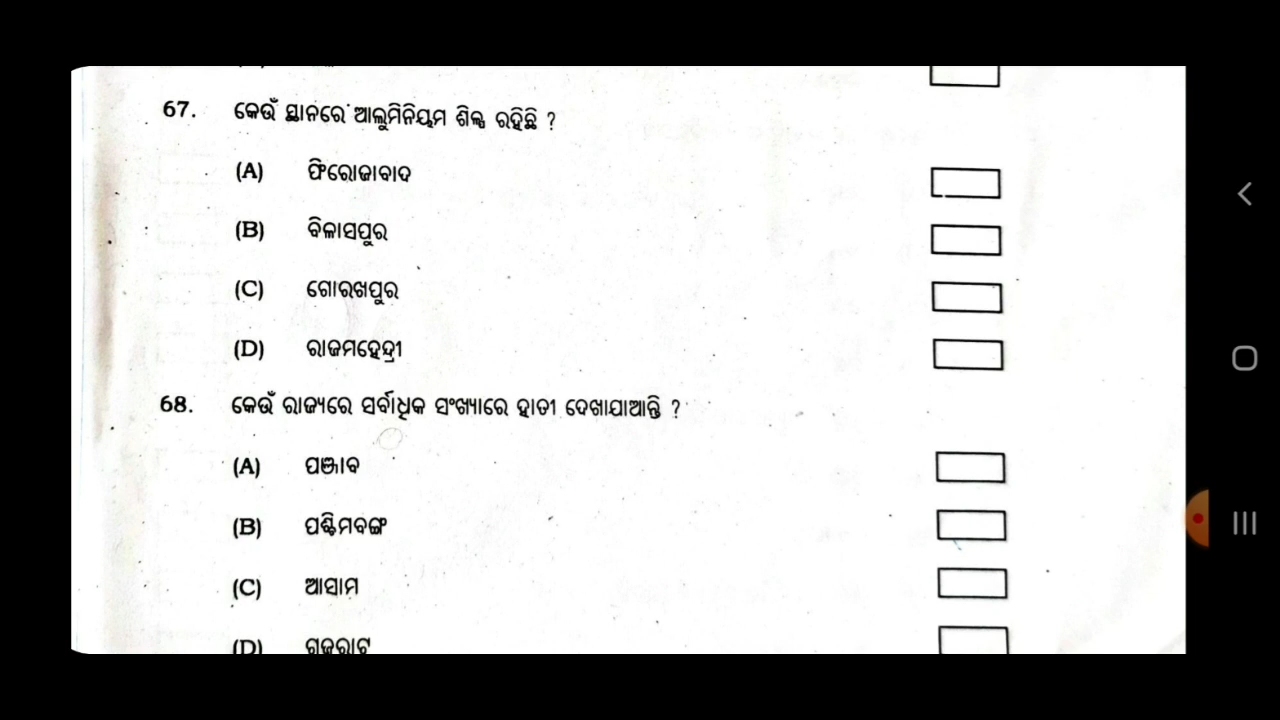 67. କେଉଁ ସ୍ଥାନରେ ଆଲୁମିନିୟମ ଶିଳ୍ପ ରହିଛି ?
(A) ଫିରୋଜାବାଦ
(B) ବିଳାସପୁର
(C) ଗୋରଖପୁର
(D) ରାଜମହେନ୍ଦ୍ରୀ
68. କେଉଁ ରାଜ୍ୟରେ ସର୍ବାଧିକ ସଂଖ୍ୟାରେ ହାତୀ ଦେଖାଯାଆନ୍ତି ?
(A) ପଞ୍ଜାବ
(B) ପଶ୍ଚିମବଙ୍ଗ
(C) ଆସାମ
(D) ଗୁଜରାଟ